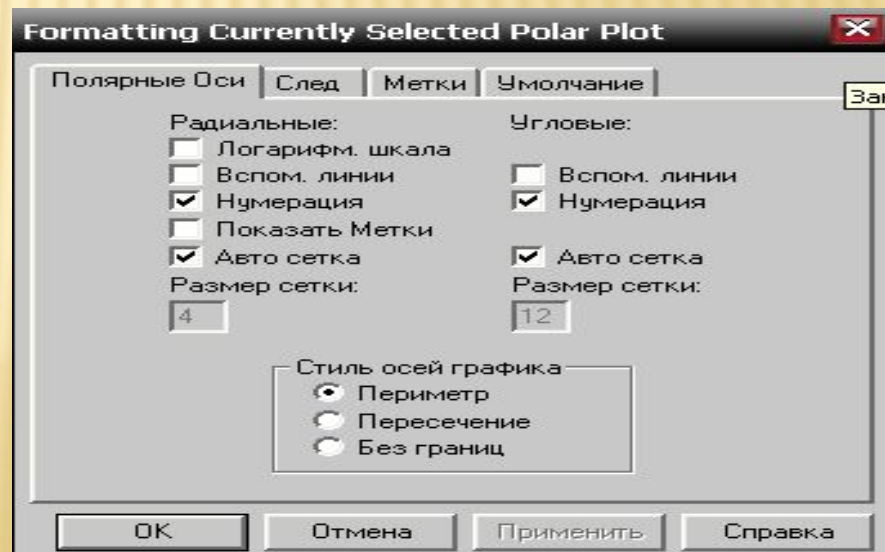 Formatting Currently Selected Polar Plot
Полярные Оси След Метки Умолчание
Зак
Радиальные: Угловые:
Логарифм. шкала
Вспом. линии Вспом. линии
Нумерация Нумерация
Показать Метки
Авто сетка Авто сетка
Размер сетки: Размер сетки:
4 12
Стиль осей графика
Периметр
Пересечение
Без границ
OK Отмена Применить Справка